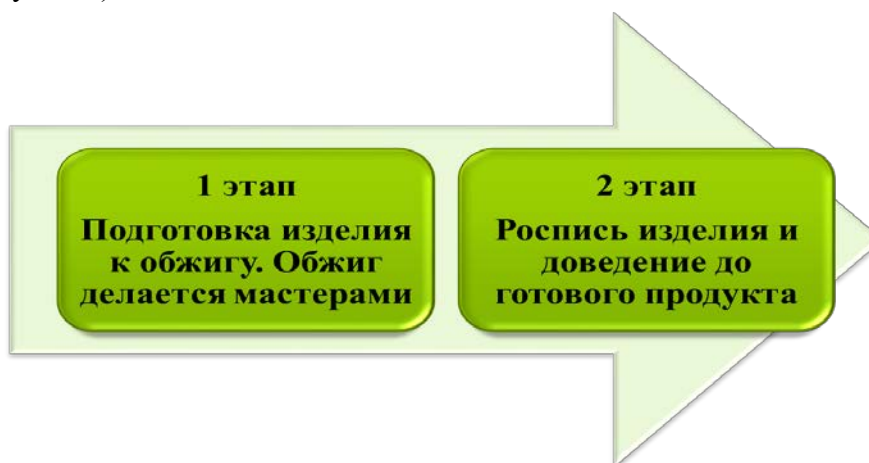 1 этап
Подготовка изделия
к обжигу. Обжиг
делается мастерами
2 этап
Роспись изделия и
доведение до
готового продукта